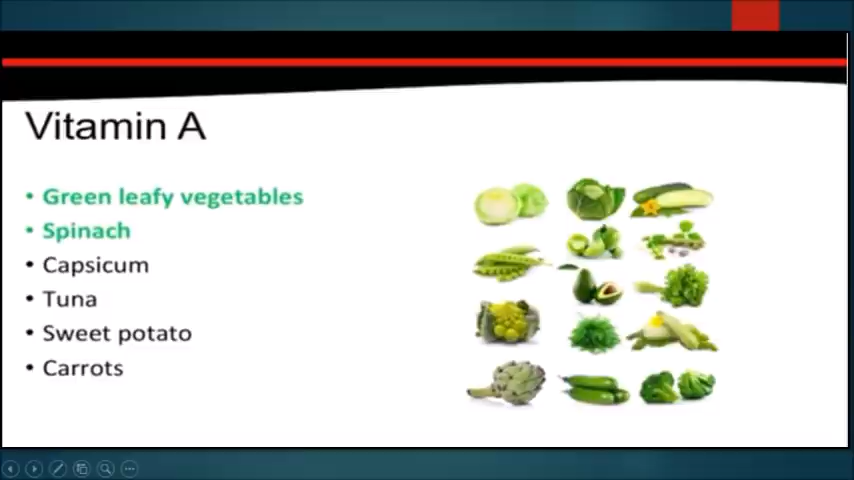 Vitamin A
• Green leafy vegetables
• Spinach
• Capsicum
• Tuna
• Sweet potato
• Carrots